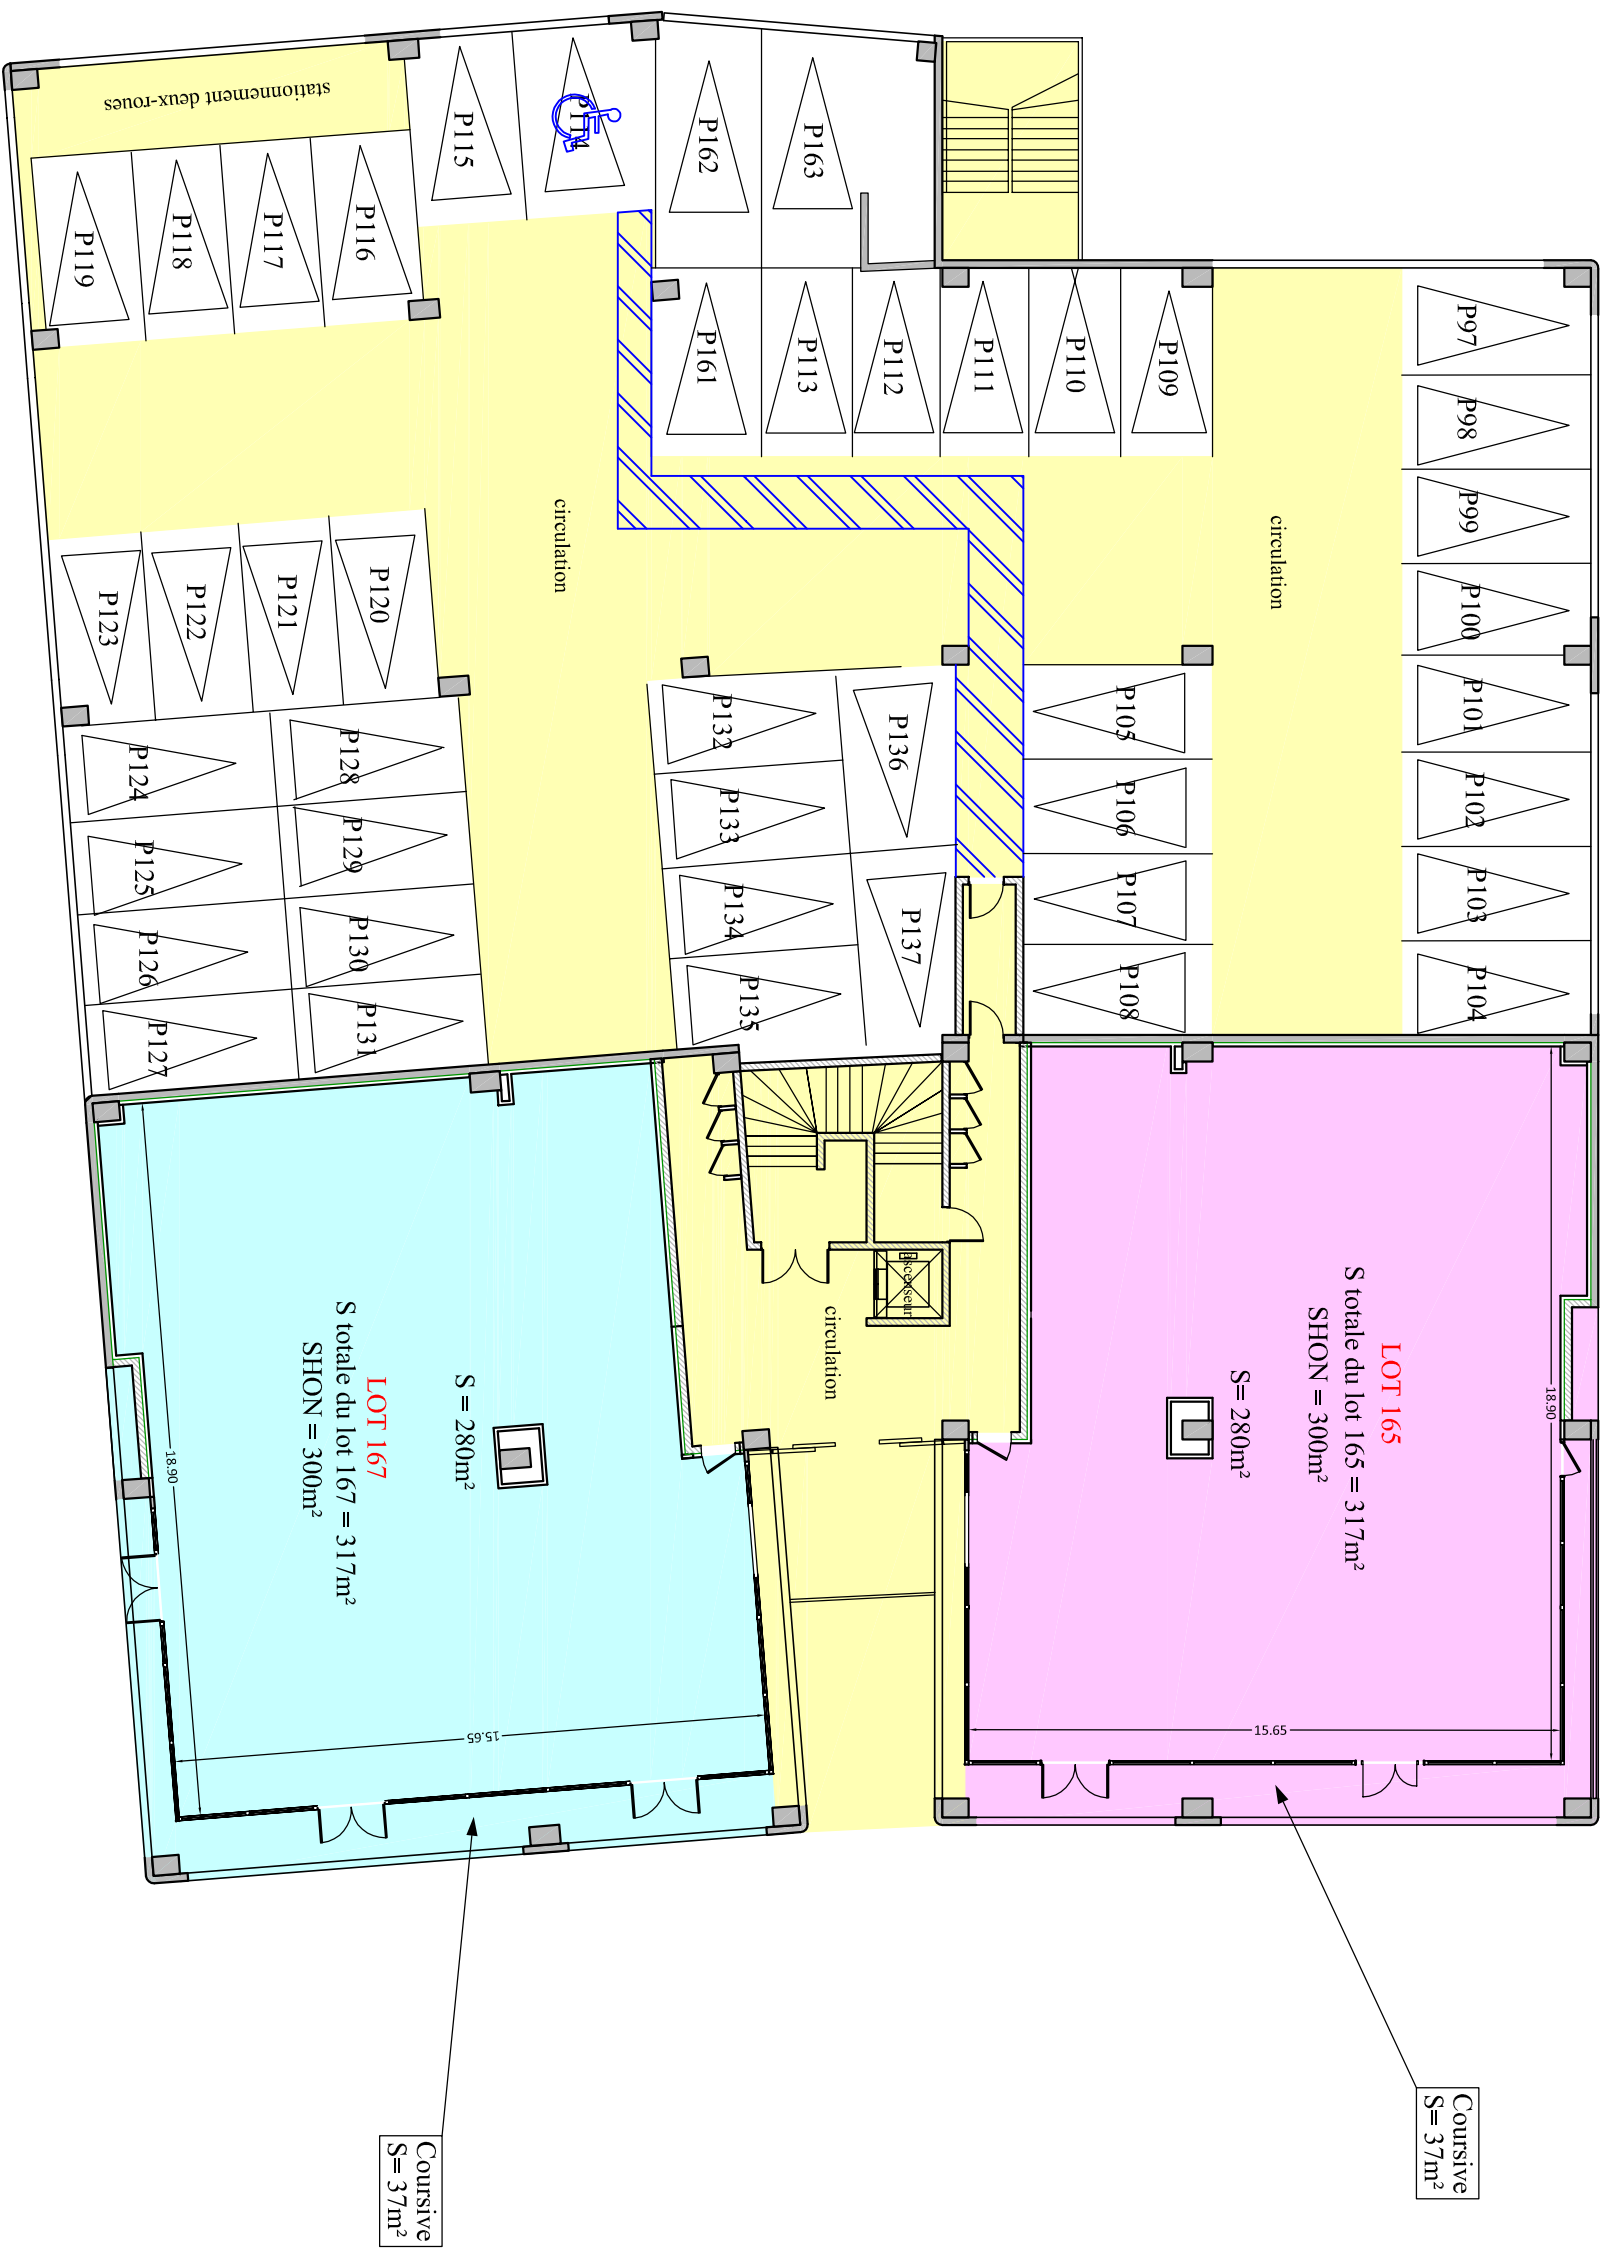 stationnement deux-roues
P115
P114
P162
P163
P119
P118
P117
P116
P161
P113
P112
P111
P110
P109
P97
P98
P99
P100
P101
P102
P103
P104
circulation
circulation
P123
P122
P121
P120
P105
P106
P107
P108
P132
P133
P134
P135
P136
P137
P124
P125
P126
P127
P128
P129
P130
P131
ascenseur
circulation
LOT 165
S totale du lot 165 = 317m²
SHON = 300m²
S= 280m²
18.90
15.65
LOT 167
S totale du lot 167 = 317m²
SHON = 300m²
S = 280m²
18.90
15.65
Coursive
S= 37m²
Coursive
S= 37m²